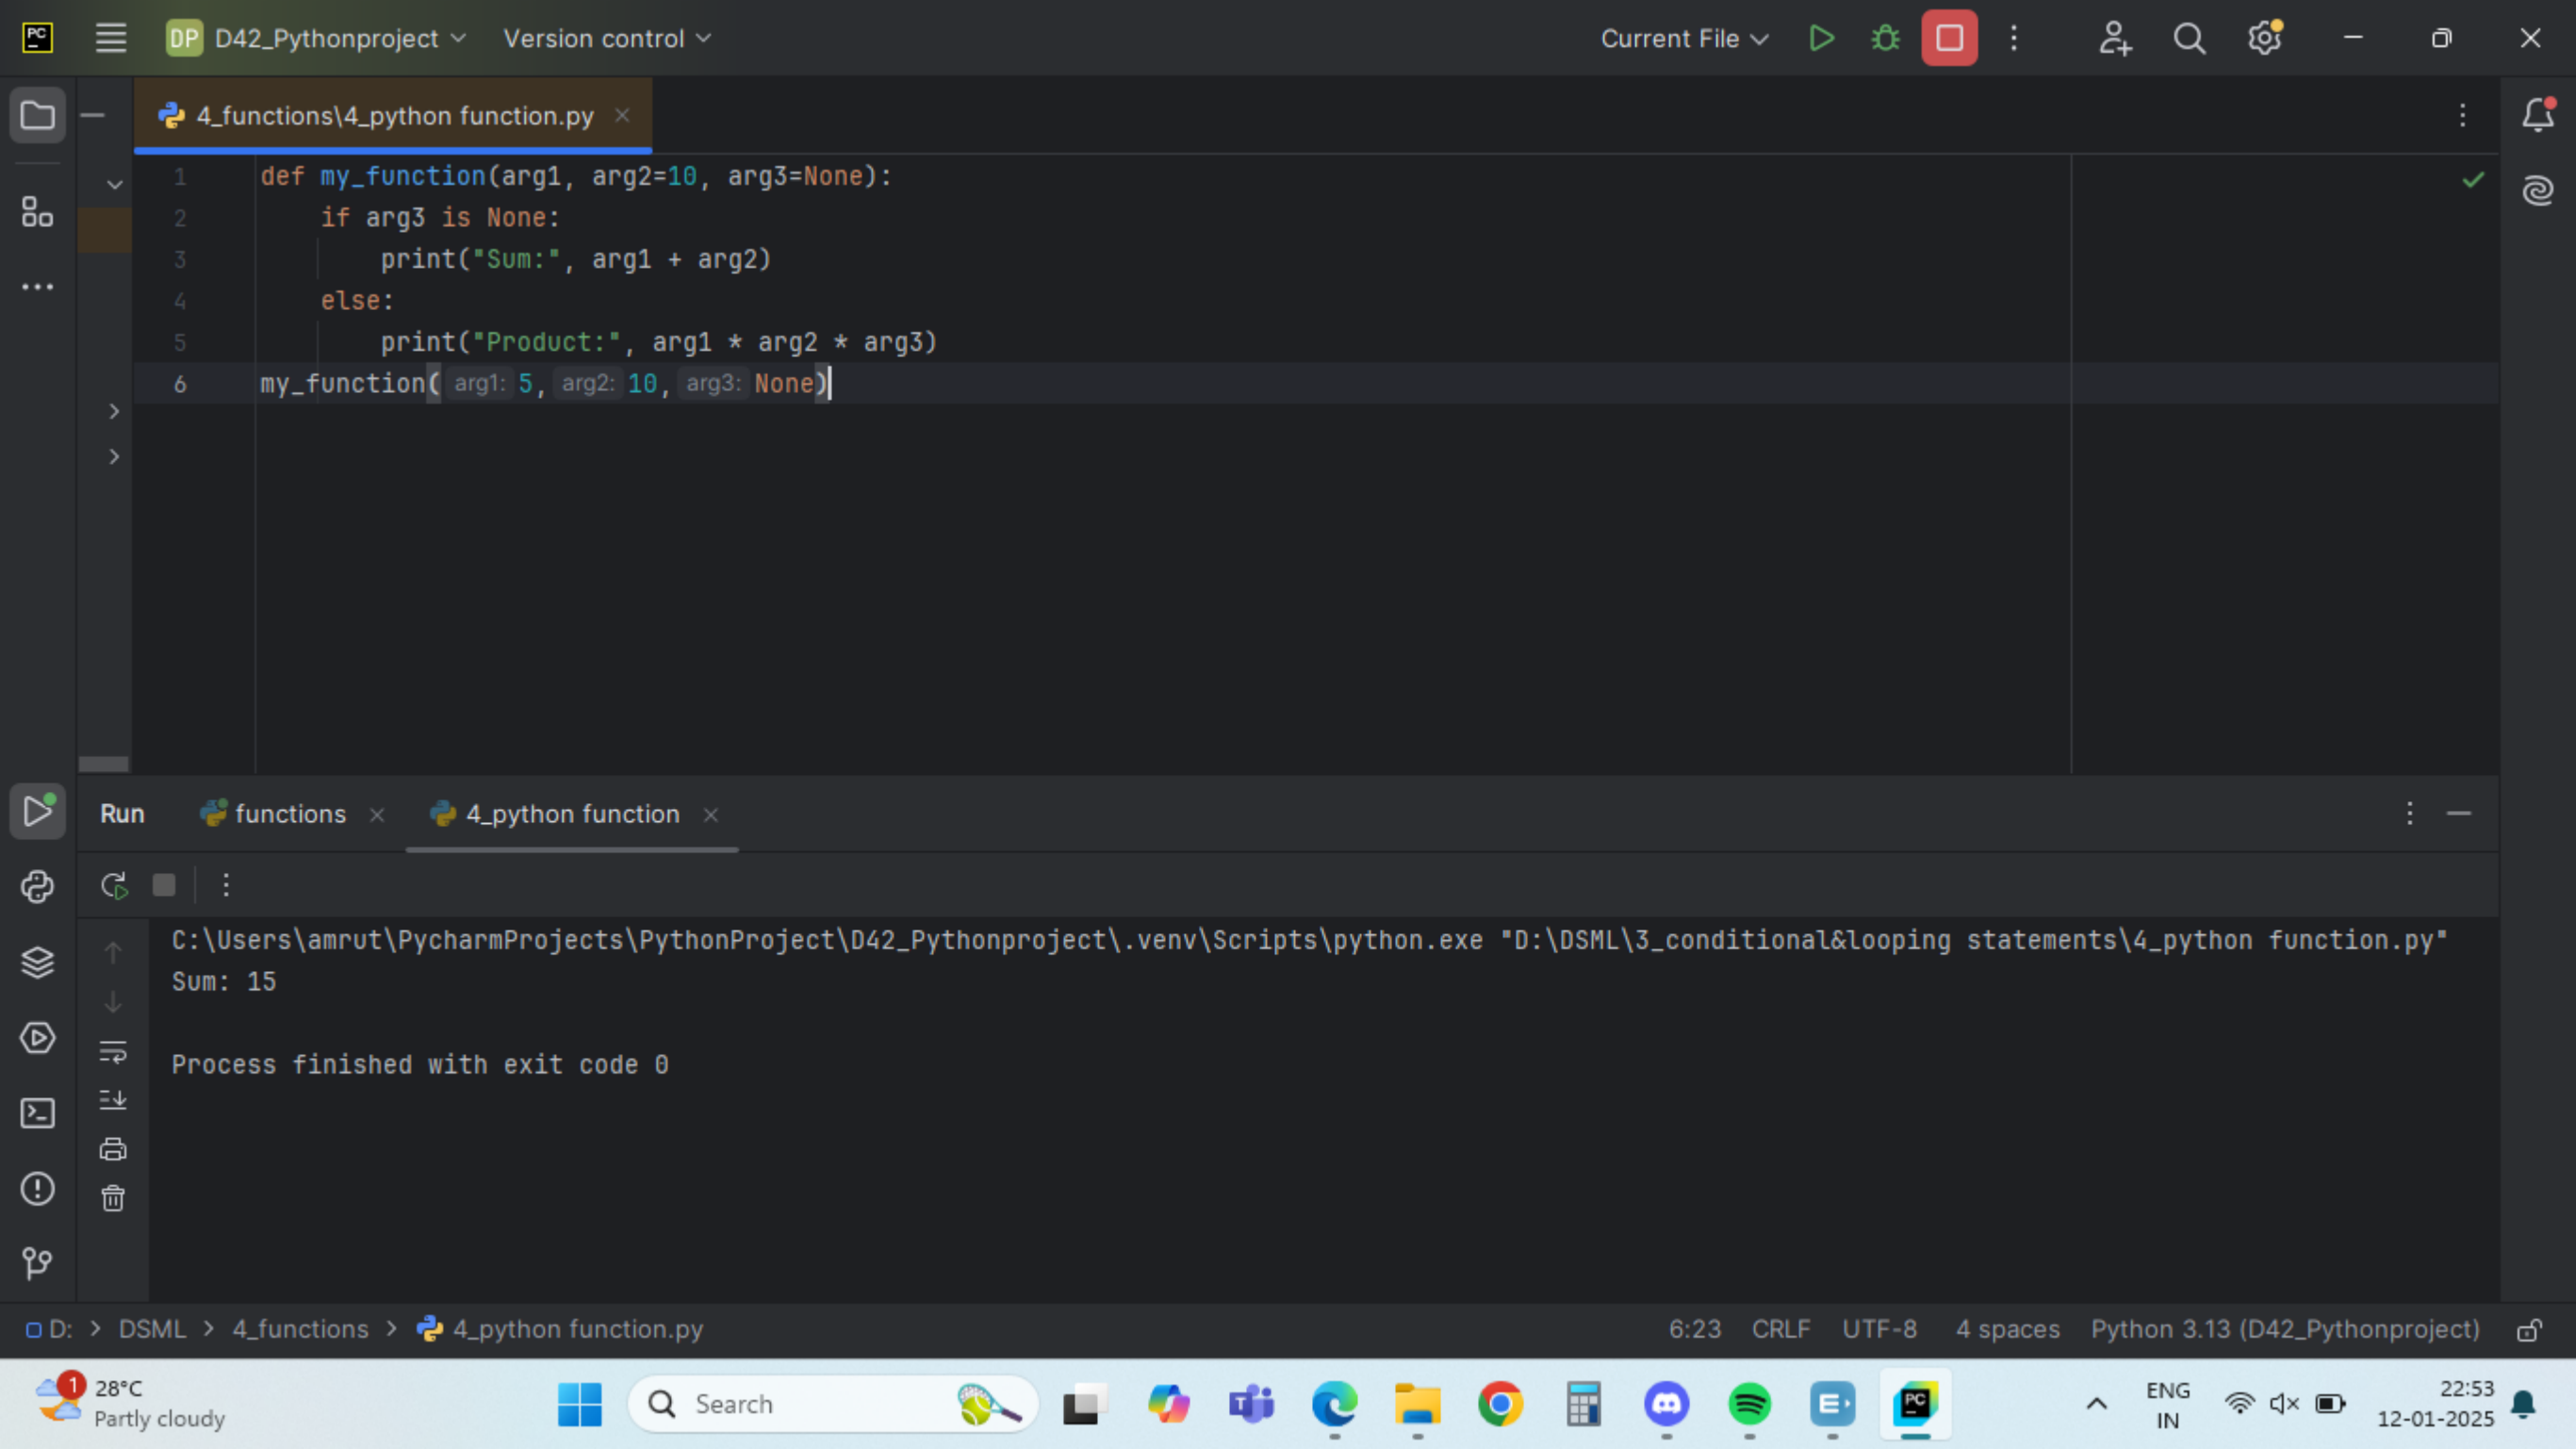 PC DP D42_Pythonproject Version control Current File
4_functions\4_python function.py
1 def my_function(arg1, arg2=10, arg3=None):
2 if arg3 is None:
3 print("Sum:", arg1 + arg2)
4 else:
5 print("Product:", arg1 * arg2 * arg3)
6 my_function( arg1: 5, arg2: 10, arg3: None)
Run functions 4_python function
C:\Users\amrut\PycharmProjects\PythonProject\D42_Pythonproject\.venv\Scripts\python.exe "D:\DSML\3_conditional&looping statements\4_python function.py"
Sum: 15
Process finished with exit code 0
D: > DSML > 4_functions > 4_python function.py 6:23 CRLF UTF-8 4 spaces Python 3.13 (D42_Pythonproject)
1 28°C
Partly cloudy
Search
E
PC
ENG
IN
22:53
12-01-2025